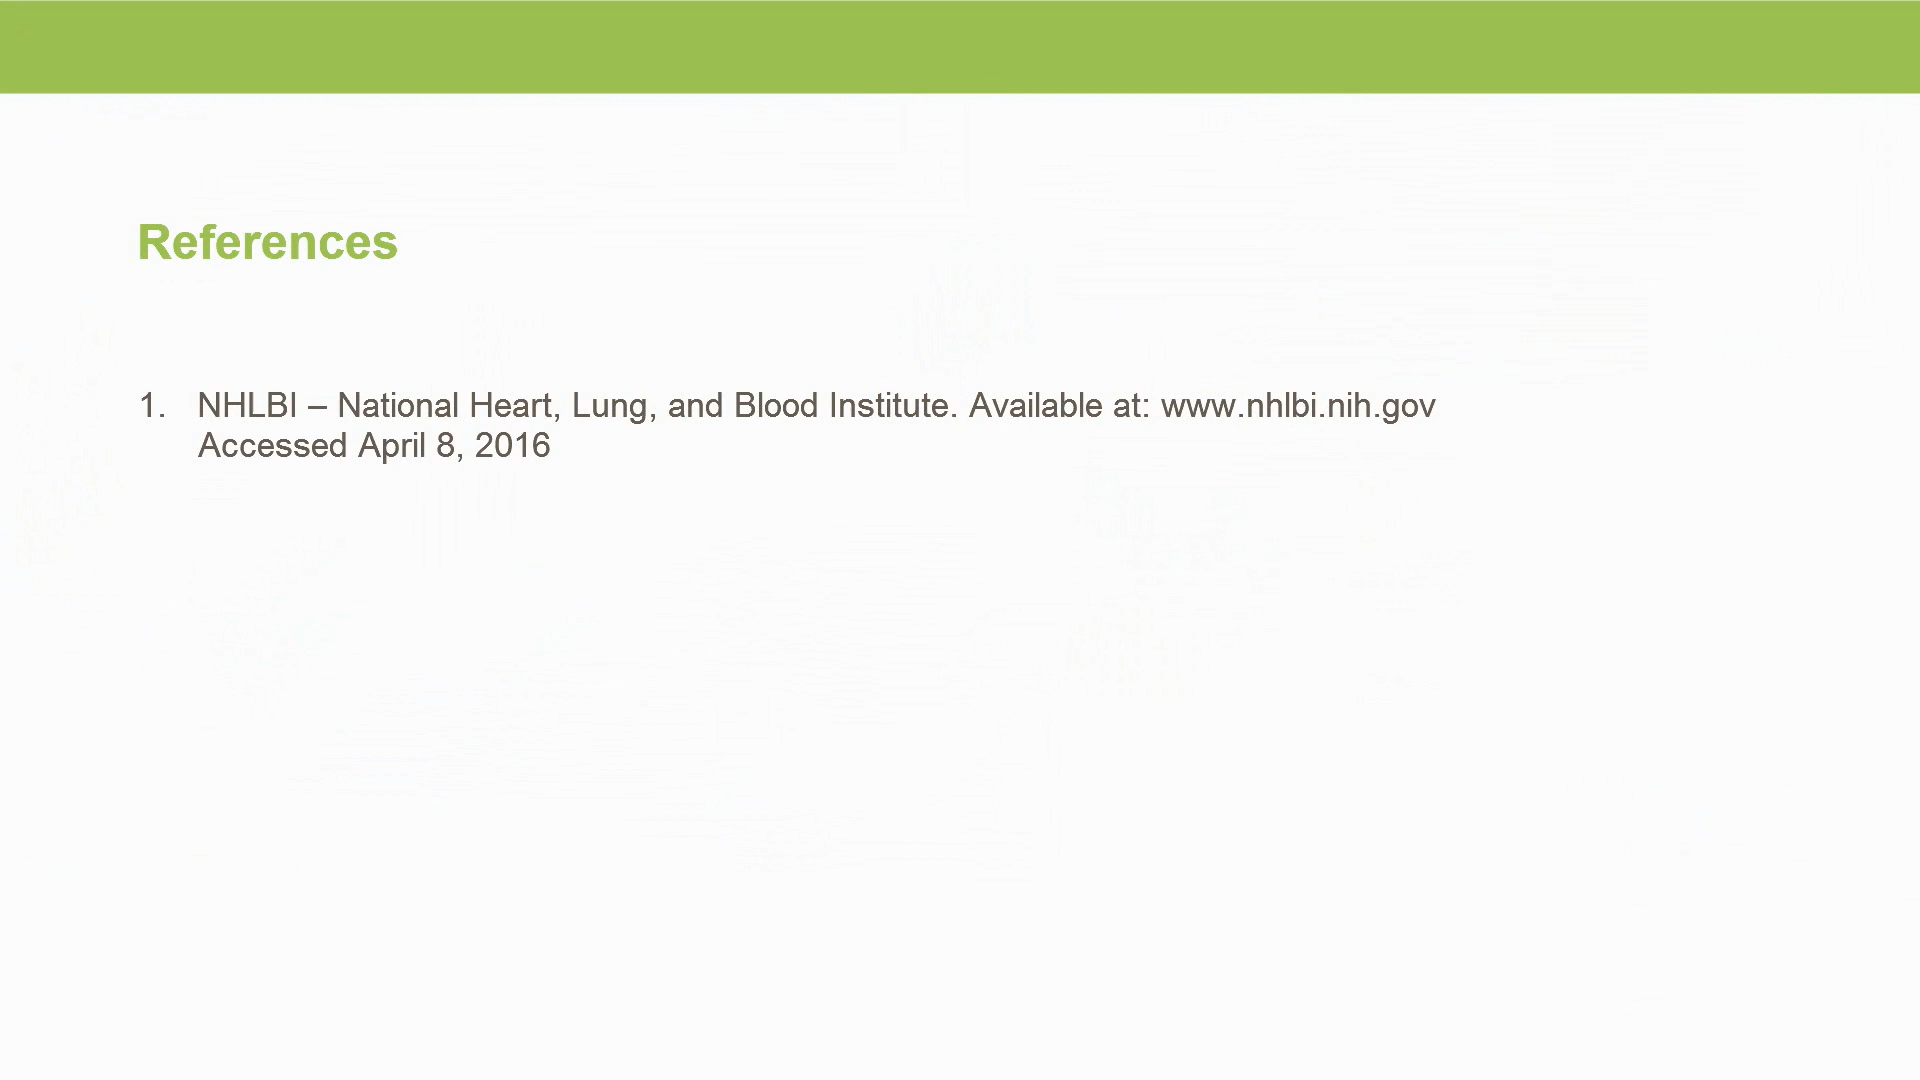 References
1. NHLBI – National Heart, Lung, and Blood Institute. Available at: www.nhlbi.nih.gov
Accessed April 8, 2016